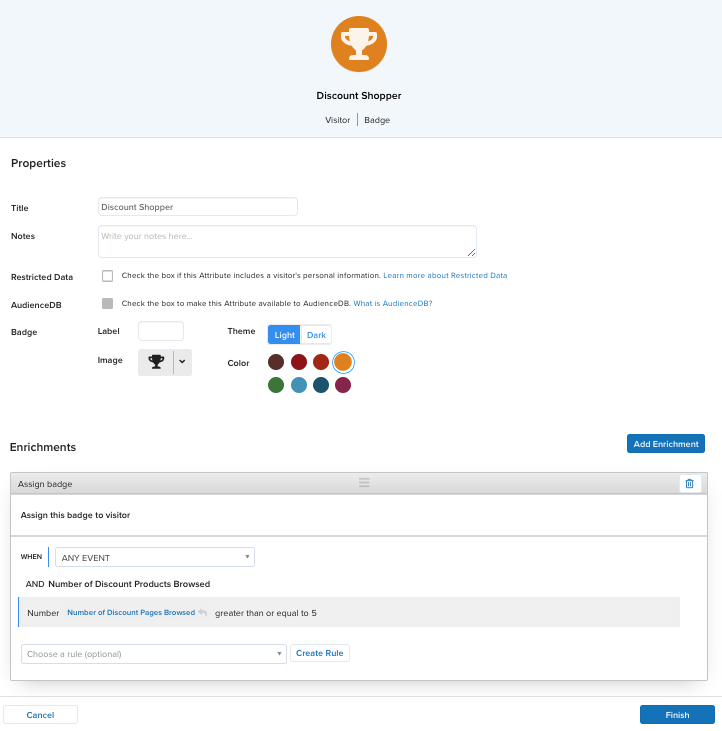 Discount Shopper
Visitor | Badge
Properties
Title Discount Shopper
Notes Write your notes here...
Restricted Data Check the box if this Attribute includes a visitor's personal information. Learn more about Restricted Data
AudienceDB Check the box to make this Attribute available to AudienceDB. What is AudienceDB?
Badge Label Theme Light Dark
Image Color
Enrichments Add Enrichment
Assign badge
Assign this badge to visitor
WHEN ANY EVENT
AND Number of Discount Products Browsed
Number Number of Discount Pages Browsed greater than or equal to 5
Choose a rule (optional) Create Rule
Cancel Finish